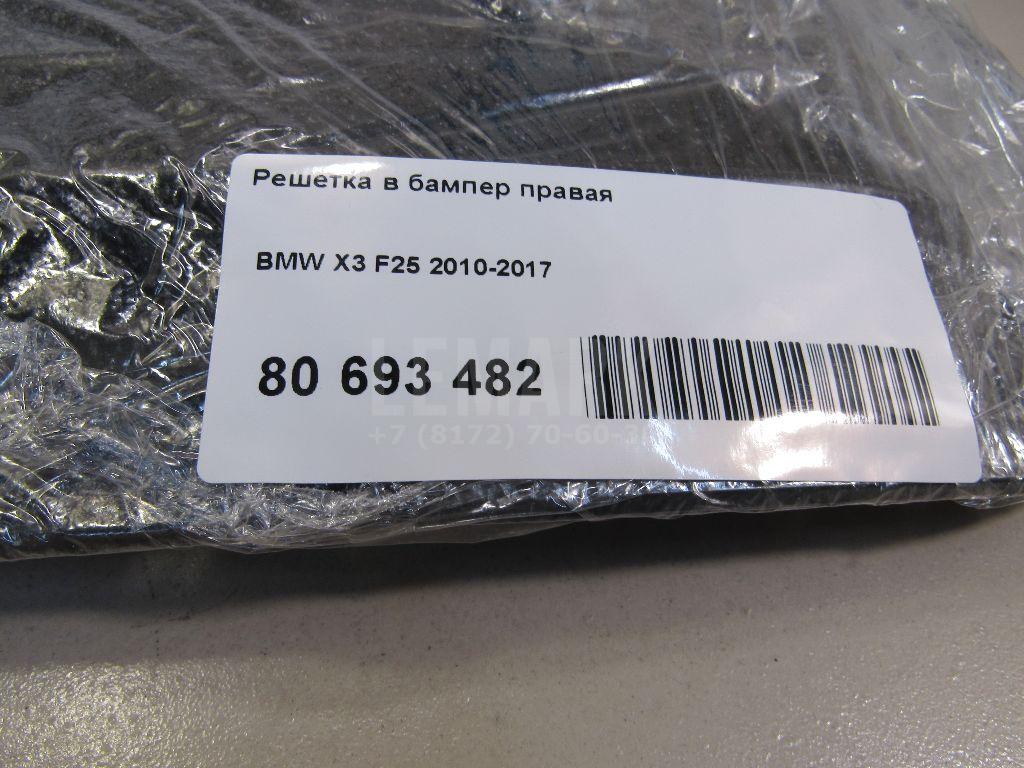 Решетка в бампер правая
BMW X3 F25 2010-2017
80 693 482